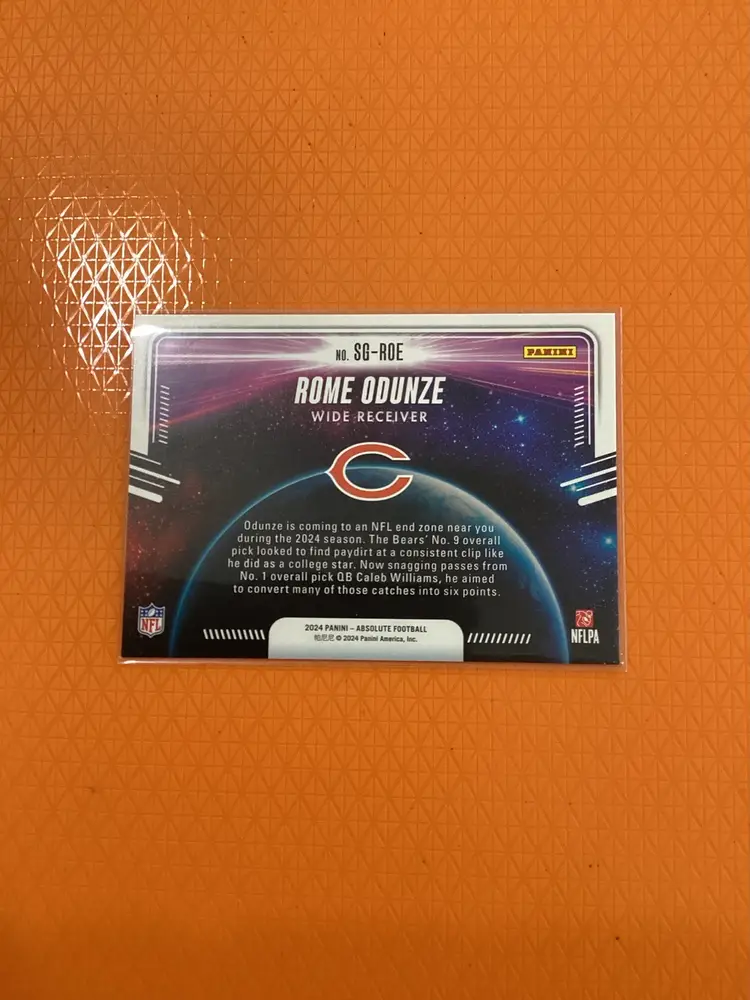 NO. SG-ROE
PANINI
ROME ODUNZE
WIDE RECEIVER
C
Odunze is coming to an NFL end zone near you
during the 2024 season. The Bears' No. 9 overall
pick looked to find paydirt at a consistent clip like
he did as a college star. Now snagging passes from
No. 1 overall pick QB Caleb Williams, he aimed
to convert many of those catches into six points.
NFL
2024 PANINI – ABSOLUTE FOOTBALL
帕尼尼 © 2024 Panini America, Inc.
NFLPA